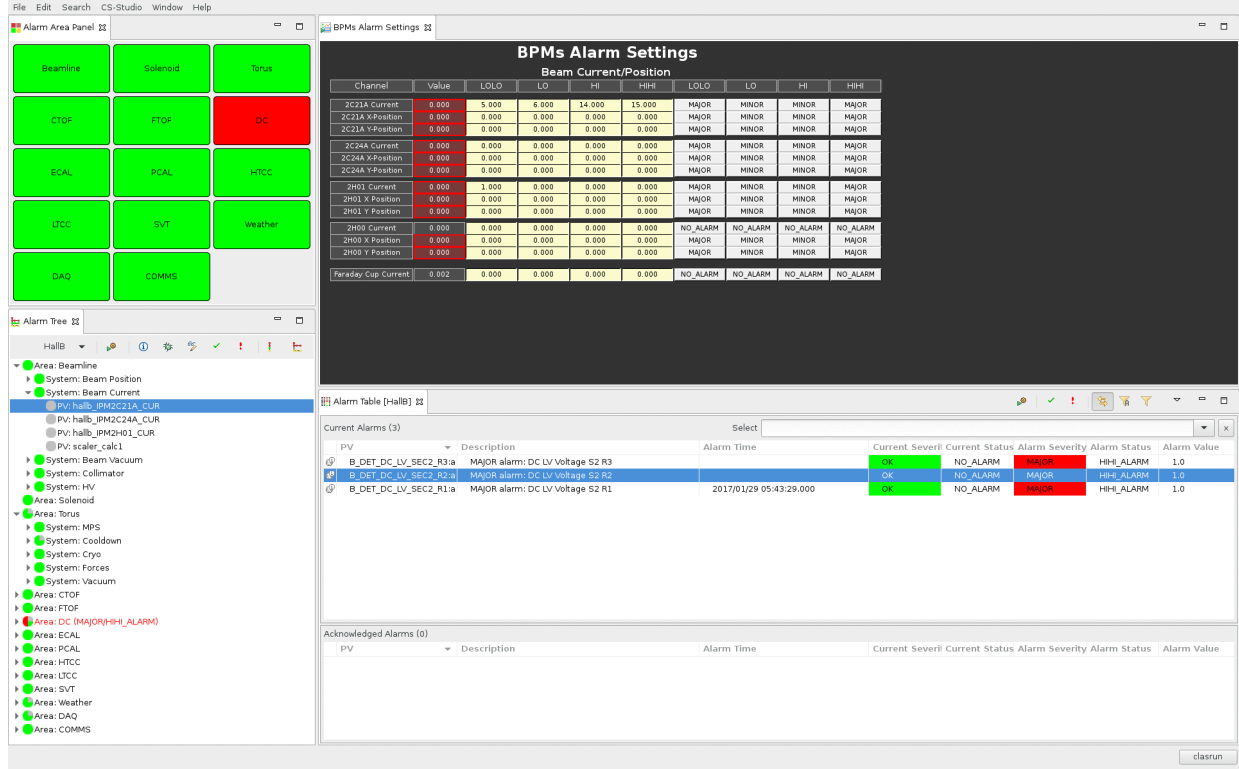 File Edit Search CS-Studio Window Help
Alarm Area Panel
Beamline Solenoid Torus
CTOF FTOF DC
ECAL PCAL HTCC
LTCC SVT Weather
DAQ COMMS
Alarm Tree
HallB
Area: Beamline
System: Beam Position
System: Beam Current
PV: hallb_IPM2C21A_CUR
PV: hallb_IPM2C24A_CUR
PV: hallb_IPM2H01_CUR
PV: scaler_calc1
System: Beam Vacuum
System: Collimator
System: HV
Area: Solenoid
Area: Torus
System: MPS
System: Cooldown
System: Cryo
System: Forces
System: Vacuum
Area: CTOF
Area: FTOF
Area: DC (MAJOR/HIHI_ALARM)
Area: ECAL
Area: PCAL
Area: HTCC
Area: LTCC
Area: SVT
Area: Weather
Area: DAQ
Area: COMMS
BPMs Alarm Settings
BPMs Alarm Settings
Beam Current/Position
Channel Value LOLO LO HI HIHI LOLO LO HI HIHI
2C21A Current 0.000 5.000 6.000 14.000 15.000 MAJOR MINOR MINOR MAJOR
2C21A X-Position 0.000 0.000 0.000 0.000 0.000 MAJOR MINOR MINOR MAJOR
2C21A Y-Position 0.000 0.000 0.000 0.000 0.000 MAJOR MINOR MINOR MAJOR
2C24A Current 0.000 0.000 0.000 0.000 0.000 MAJOR MINOR MINOR MAJOR
2C24A X-Position 0.000 0.000 0.000 0.000 0.000 MAJOR MINOR MINOR MAJOR
2C24A Y-Position 0.000 0.000 0.000 0.000 0.000 MAJOR MINOR MINOR MAJOR
2H01 Current 0.000 1.000 0.000 0.000 0.000 MAJOR MINOR MINOR MAJOR
2H01 X Position 0.000 0.000 0.000 0.000 0.000 MAJOR MINOR MINOR MAJOR
2H01 Y Position 0.000 0.000 0.000 0.000 0.000 MAJOR MINOR MINOR MAJOR
2H00 Current 0.000 0.000 0.000 0.000 0.000 NO_ALARM NO_ALARM NO_ALARM NO_ALARM
2H00 X Position 0.000 0.000 0.000 0.000 0.000 MAJOR MINOR MINOR MAJOR
2H00 Y Position 0.000 0.000 0.000 0.000 0.000 MAJOR MINOR MINOR MAJOR
Faraday Cup Current 0.002 0.000 0.000 0.000 0.000 NO_ALARM NO_ALARM NO_ALARM NO_ALARM
Alarm Table [HallB]
Current Alarms (3) Select
PV Description Alarm Time Current Severi Current Status Alarm Severity Alarm Status Alarm Value
B_DET_DC_LV_SEC2_R3:a MAJOR alarm: DC LV Voltage S2 R3 OK NO_ALARM MAJOR HIHI_ALARM 1.0
B_DET_DC_LV_SEC2_R2:a MAJOR alarm: DC LV Voltage S2 R2 OK NO_ALARM MAJOR HIHI_ALARM 1.0
B_DET_DC_LV_SEC2_R1:a MAJOR alarm: DC LV Voltage S2 R1 2017/01/29 05:43:29.000 OK NO_ALARM MAJOR HIHI_ALARM 1.0
Acknowledged Alarms (0)
PV Description Alarm Time Current Severi Current Status Alarm Severity Alarm Status Alarm Value
clasrun